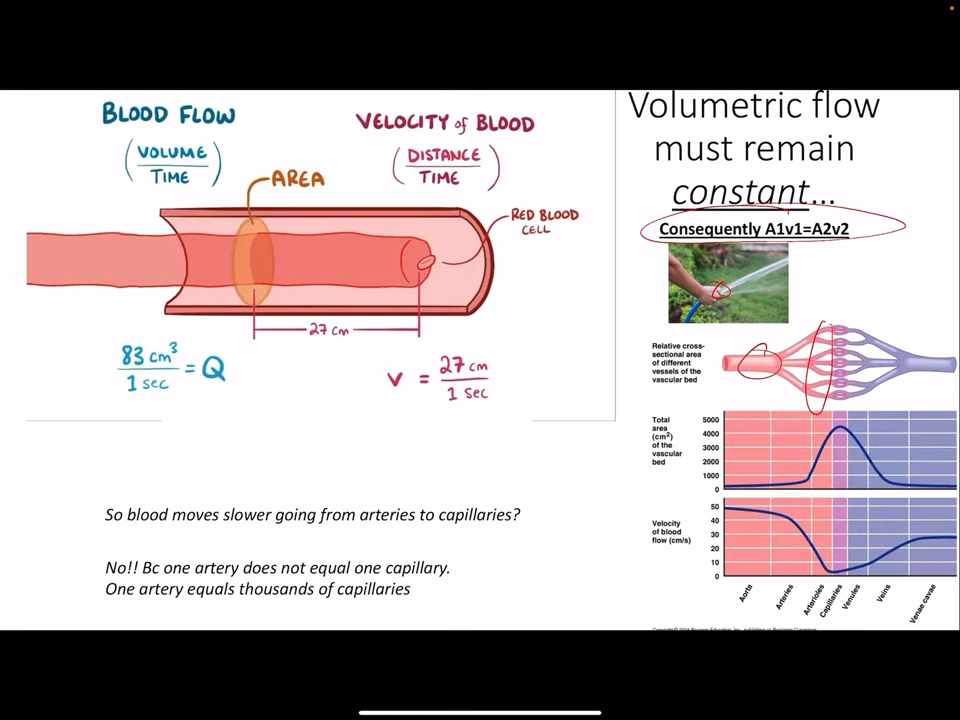 BLOOD FLOW
(VOLUME
TIME)
AREA
VELOCITY of BLOOD
(DISTANCE
TIME)
RED BLOOD
CELL
27 cm
83 cm³
1 sec
= Q
v =
27 cm
1 sec
So blood moves slower going from arteries to capillaries?
No!! Bc one artery does not equal one capillary.
One artery equals thousands of capillaries
Volumetric flow
must remain
constant…
Consequently A1v1=A2v2
Relative cross-
sectional area
of different
vessels of the
vascular bed
Total
area
(cm²)
of the
vascular
bed
5000
4000
3000
2000
1000
0
Velocity
of blood
flow (cm/s)
50
40
30
20
10
0
Aorta
Arteries
Arterioles
Capillaries
Venules
Veins
Venae cavae